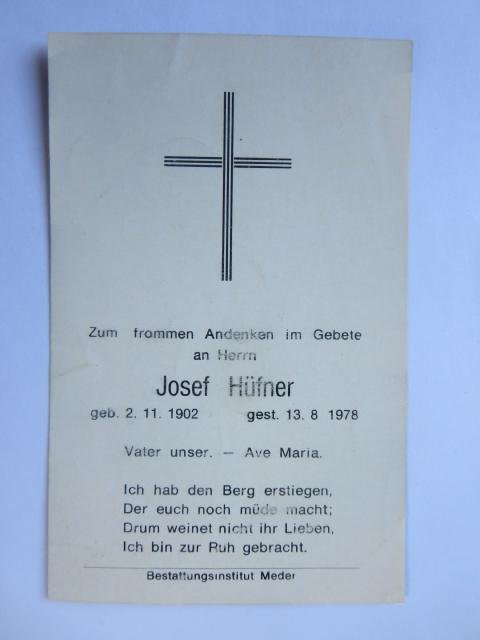 Zum frommen Andenken im Gebete
an Herrn
Josef Hüfner
geb. 2. 11. 1902 gest. 13. 8 1978
Vater unser. — Ave Maria.
Ich hab den Berg erstiegen,
Der euch noch müde macht;
Drum weinet nicht ihr Lieben,
Ich bin zur Ruh gebracht.
Bestattungsinstitut Meder